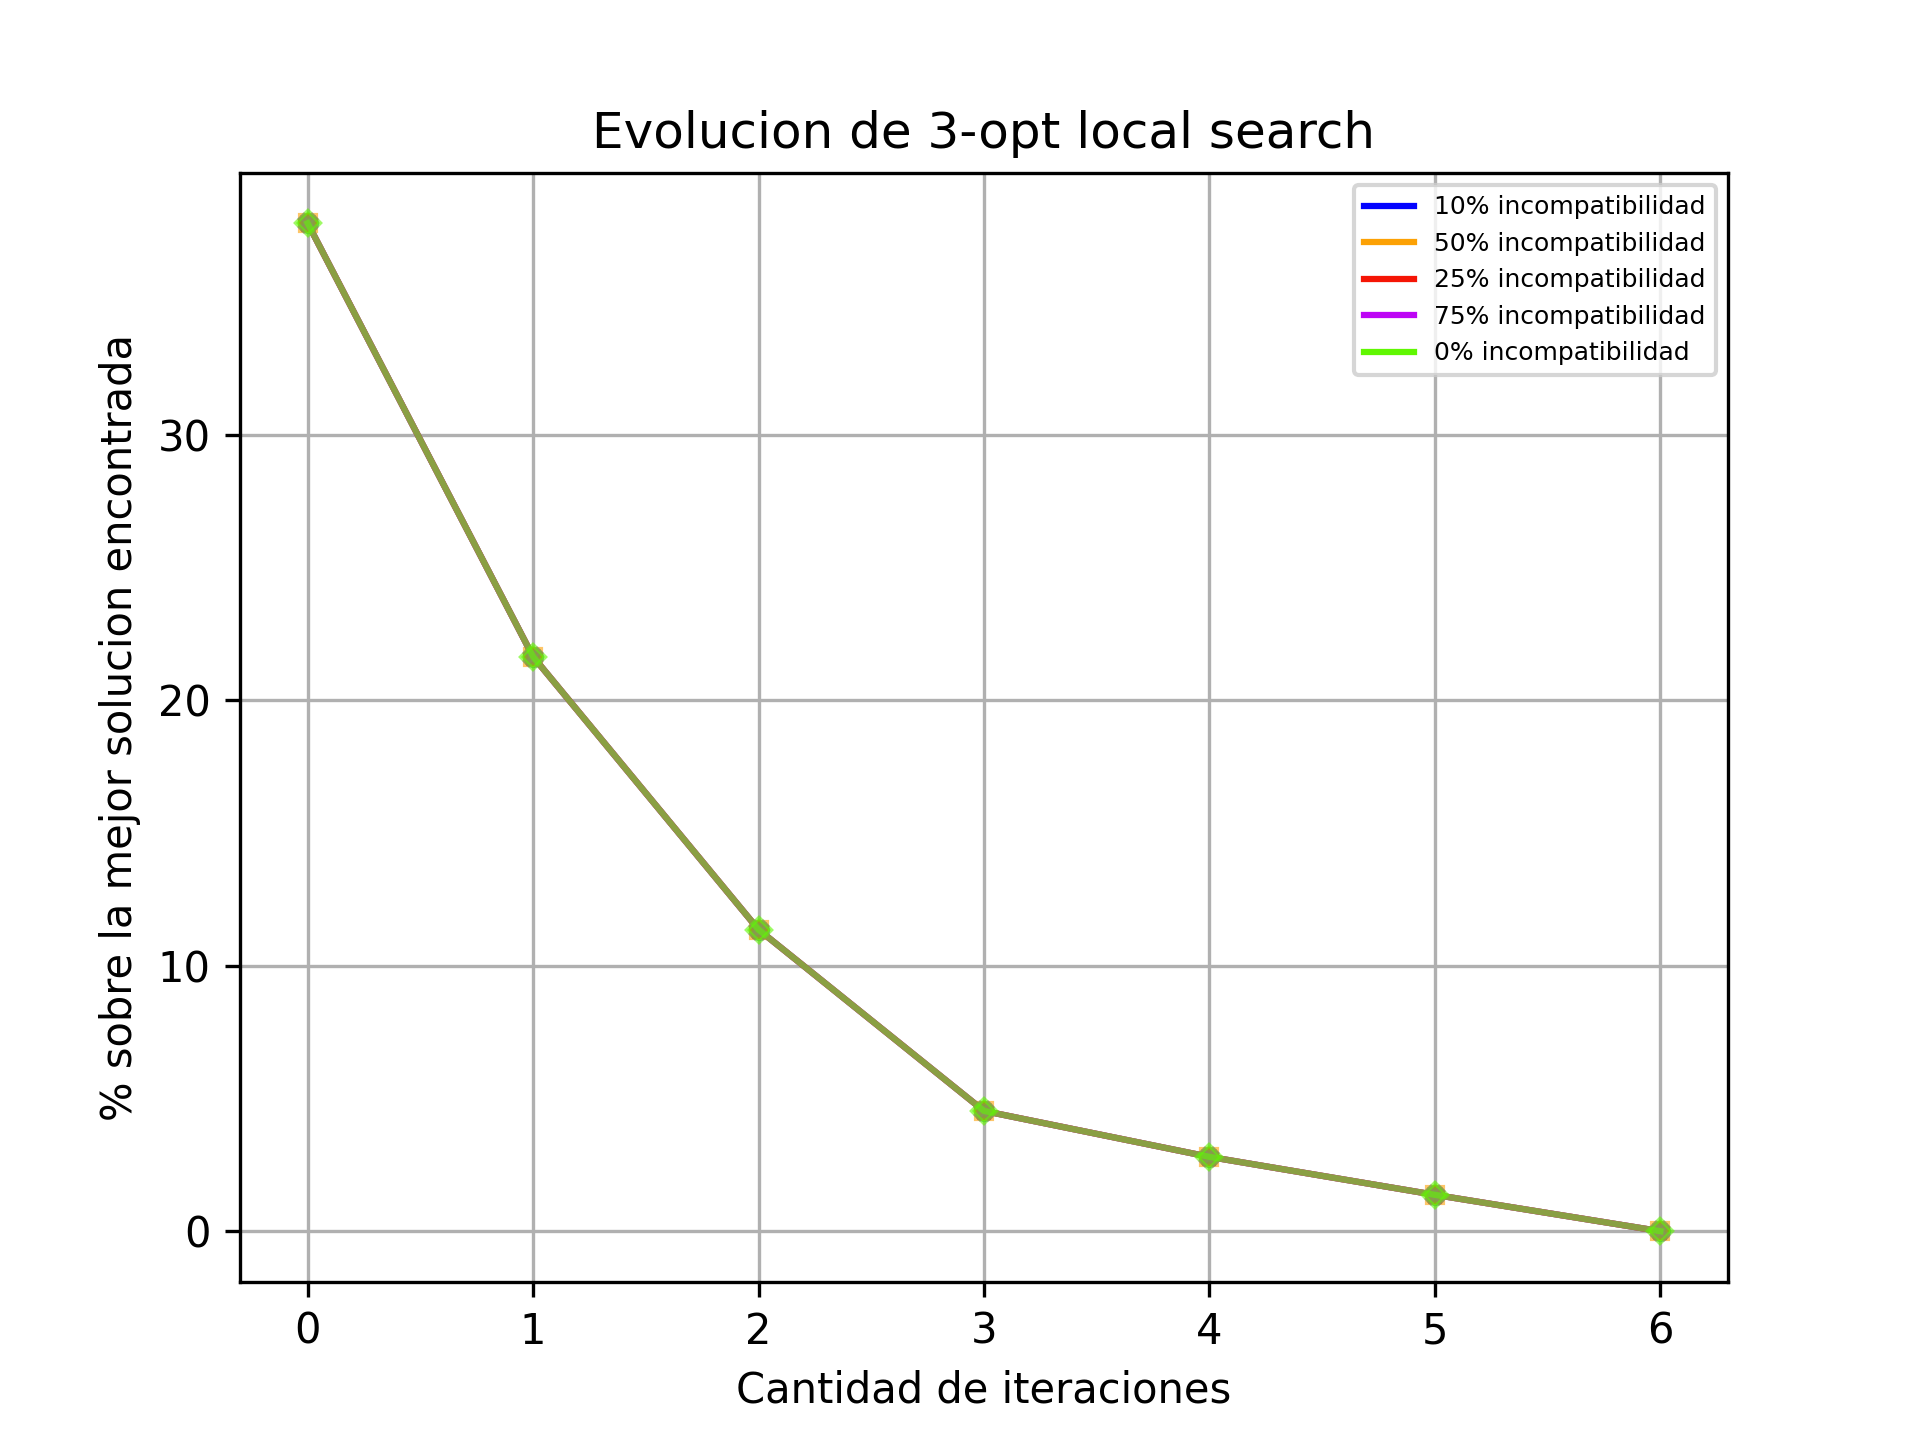 Evolucion de 3-opt local search
10% incompatibilidad
50% incompatibilidad
25% incompatibilidad
75% incompatibilidad
0% incompatibilidad
% sobre la mejor solucion encontrada
30
20
10
0
0 1 2 3 4 5 6
Cantidad de iteraciones